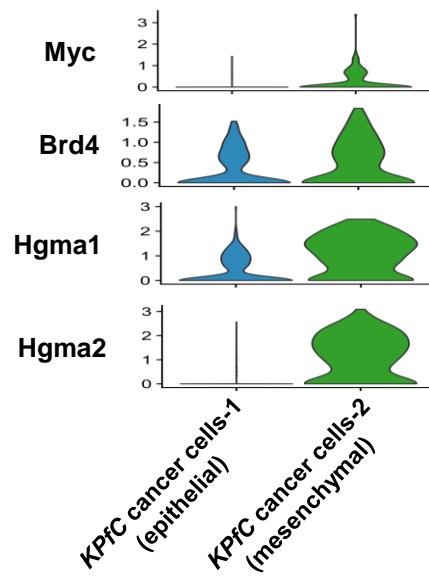 Myc
3
2
1
0
Brd4
1.5
1.0
0.5
0.0
Hgma1
3
2
1
0
Hgma2
3
2
1
0
KPfC cancer cells-1
(epithelial)
KPfC cancer cells-2
(mesenchymal)